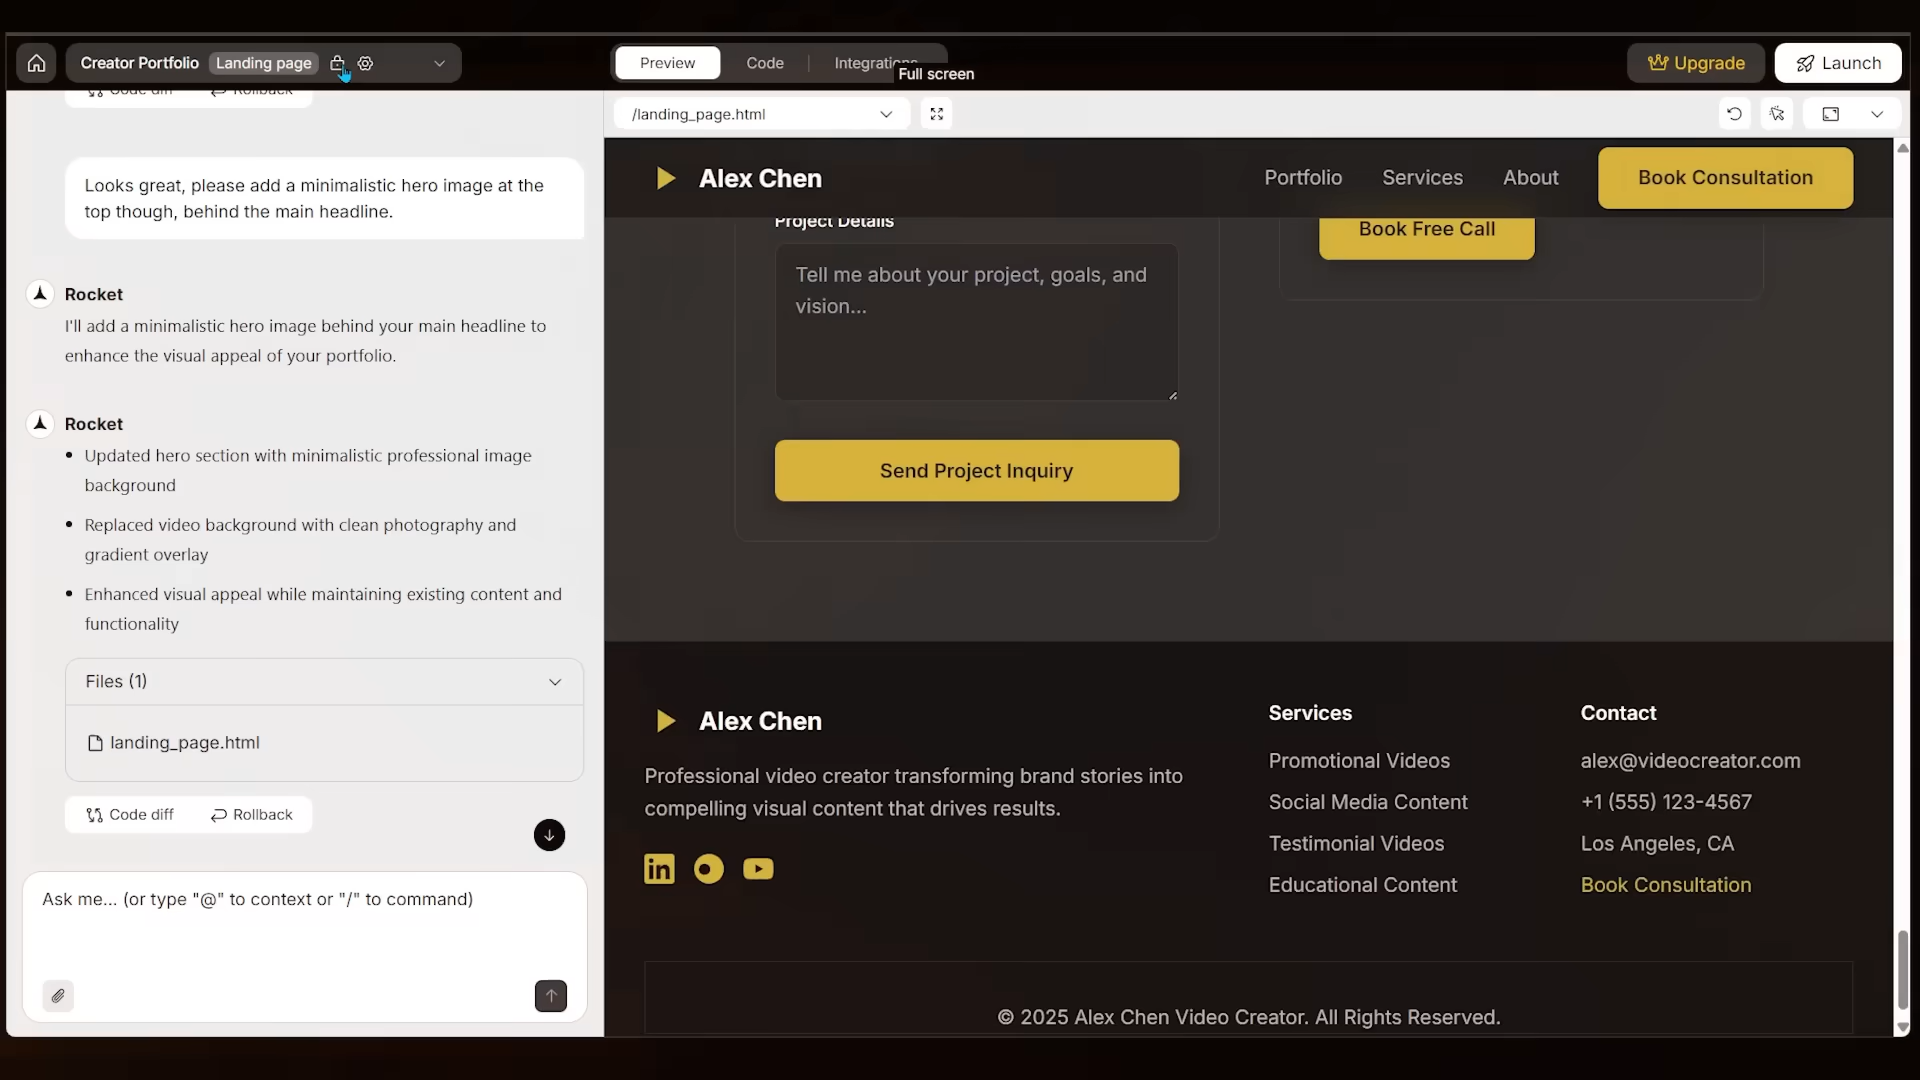 Creator Portfolio Landing page
Preview Code Integrations
Full screen
Upgrade Launch
Code diff Rollback
Looks great, please add a minimalistic hero image at the
top though, behind the main headline.
Rocket
I'll add a minimalistic hero image behind your main headline to
enhance the visual appeal of your portfolio.
Rocket
Updated hero section with minimalistic professional image
background
Replaced video background with clean photography and
gradient overlay
Enhanced visual appeal while maintaining existing content and
functionality
Files (1)
landing_page.html
Code diff Rollback
Ask me... (or type "@" to context or "/" to command)
/landing_page.html
Alex Chen
Portfolio Services About Book Consultation
Project Details
Tell me about your project, goals, and
vision...
Send Project Inquiry
Book Free Call
Alex Chen
Professional video creator transforming brand stories into
compelling visual content that drives results.
in
Services
Promotional Videos
Social Media Content
Testimonial Videos
Educational Content
Contact
alex@videocreator.com
+1 (555) 123-4567
Los Angeles, CA
Book Consultation
© 2025 Alex Chen Video Creator. All Rights Reserved.